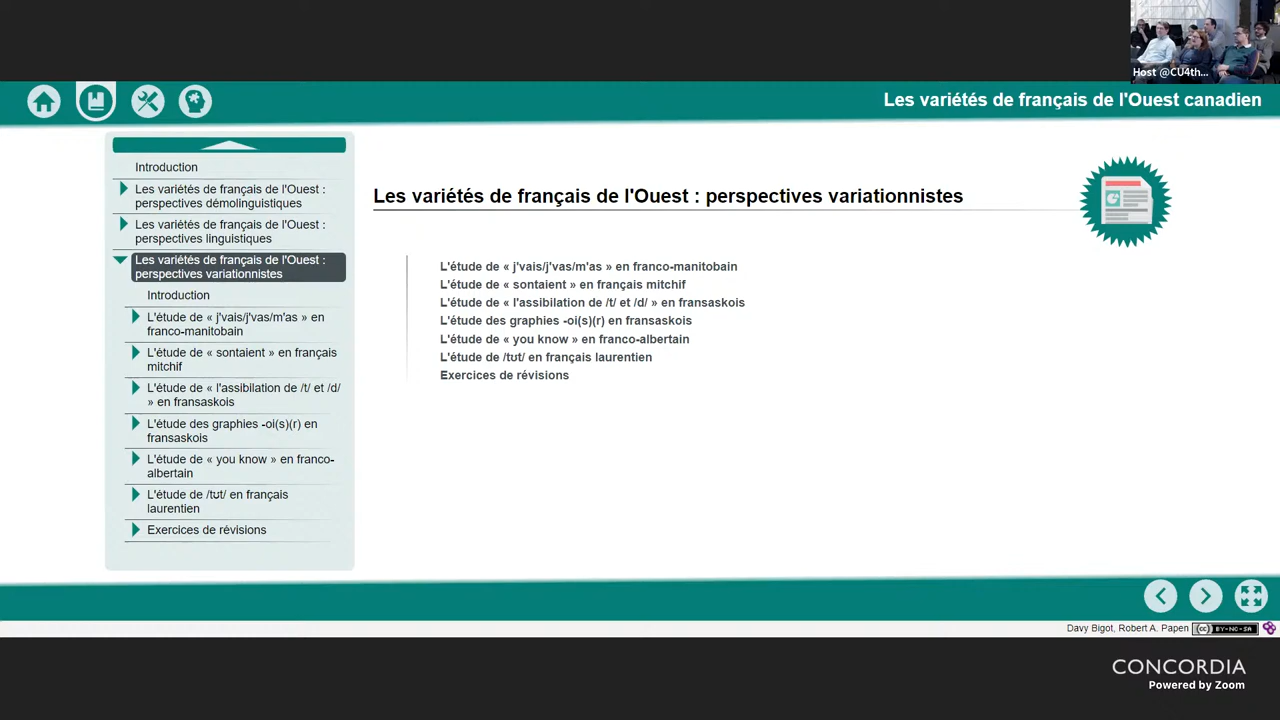 Host @CU4th...
Les variétés de français de l'Ouest canadien
Introduction
Les variétés de français de l'Ouest :
perspectives démolinguistiques
Les variétés de français de l'Ouest :
perspectives linguistiques
Les variétés de français de l'Ouest :
perspectives variationnistes
Introduction
L'étude de « j'vais/j'vas/m'as » en
franco-manitobain
L'étude de « sontaient » en français
mitchif
L'étude de « l'assibilation de /t/ et /d/
» en fransaskois
L'étude des graphies -oi(s)(r) en
fransaskois
L'étude de « you know » en franco-
albertain
L'étude de /tʊt/ en français
laurentien
Exercices de révisions
Les variétés de français de l'Ouest : perspectives variationnistes
L'étude de « j'vais/j'vas/m'as » en franco-manitobain
L'étude de « sontaient » en français mitchif
L'étude de « l'assibilation de /t/ et /d/ » en fransaskois
L'étude des graphies -oi(s)(r) en fransaskois
L'étude de « you know » en franco-albertain
L'étude de /tʊt/ en français laurentien
Exercices de révisions
Davy Bigot, Robert A. Papen
cc BY-NC-SA
CONCORDIA
Powered by Zoom